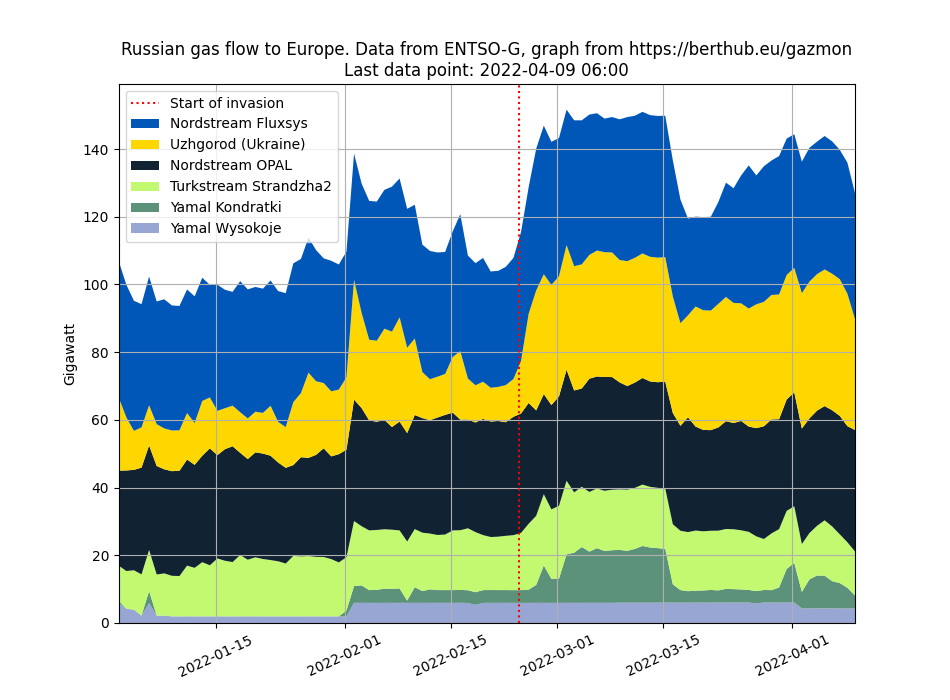 Russian gas flow to Europe. Data from ENTSO-G, graph from https://berthub.eu/gazmon
Last data point: 2022-04-09 06:00
Start of invasion
Nordstream Fluxsys
Uzhgorod (Ukraine)
Nordstream OPAL
Turkstream Strandzha2
Yamal Kondratki
Yamal Wysokoje
Gigawatt
140
120
100
80
60
40
20
0
2022-01-15
2022-02-01
2022-02-15
2022-03-01
2022-03-15
2022-04-01